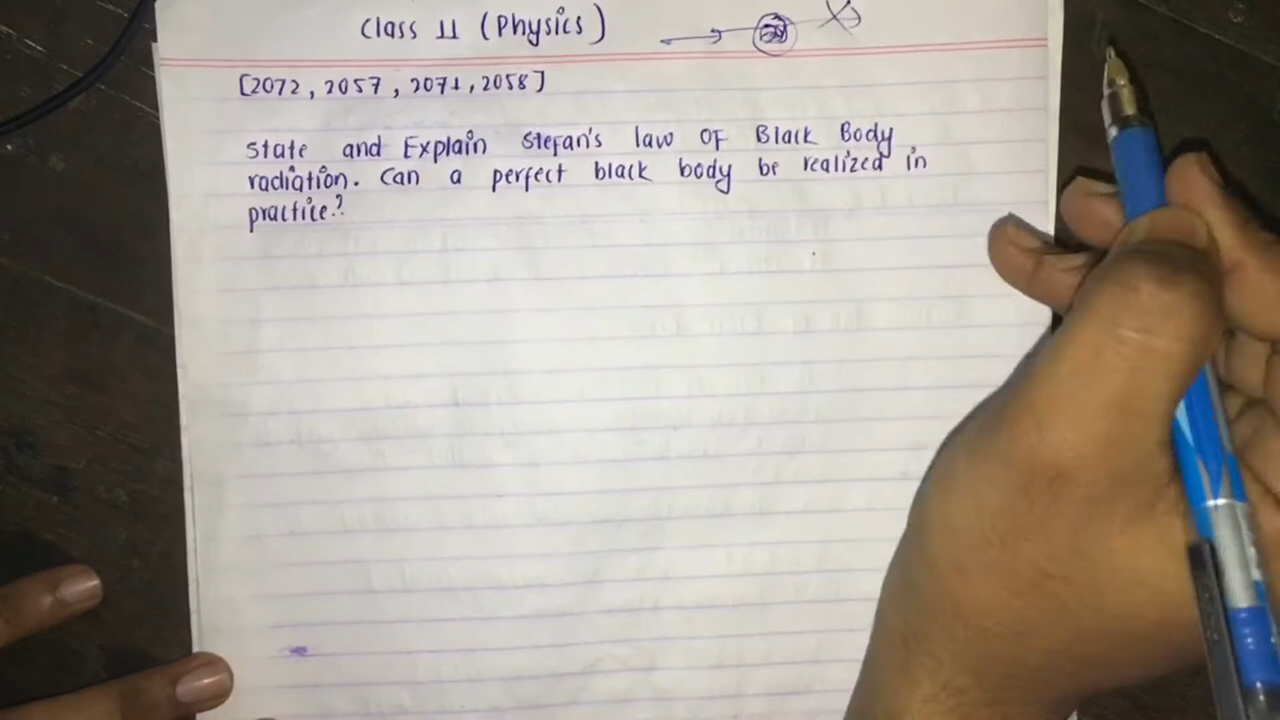 Class 11 (Physics)
[2072, 2057, 2071, 2058]
State and Explain Stefan's law OF Black Body
radiation. Can a perfect black body be realized in
practice.?